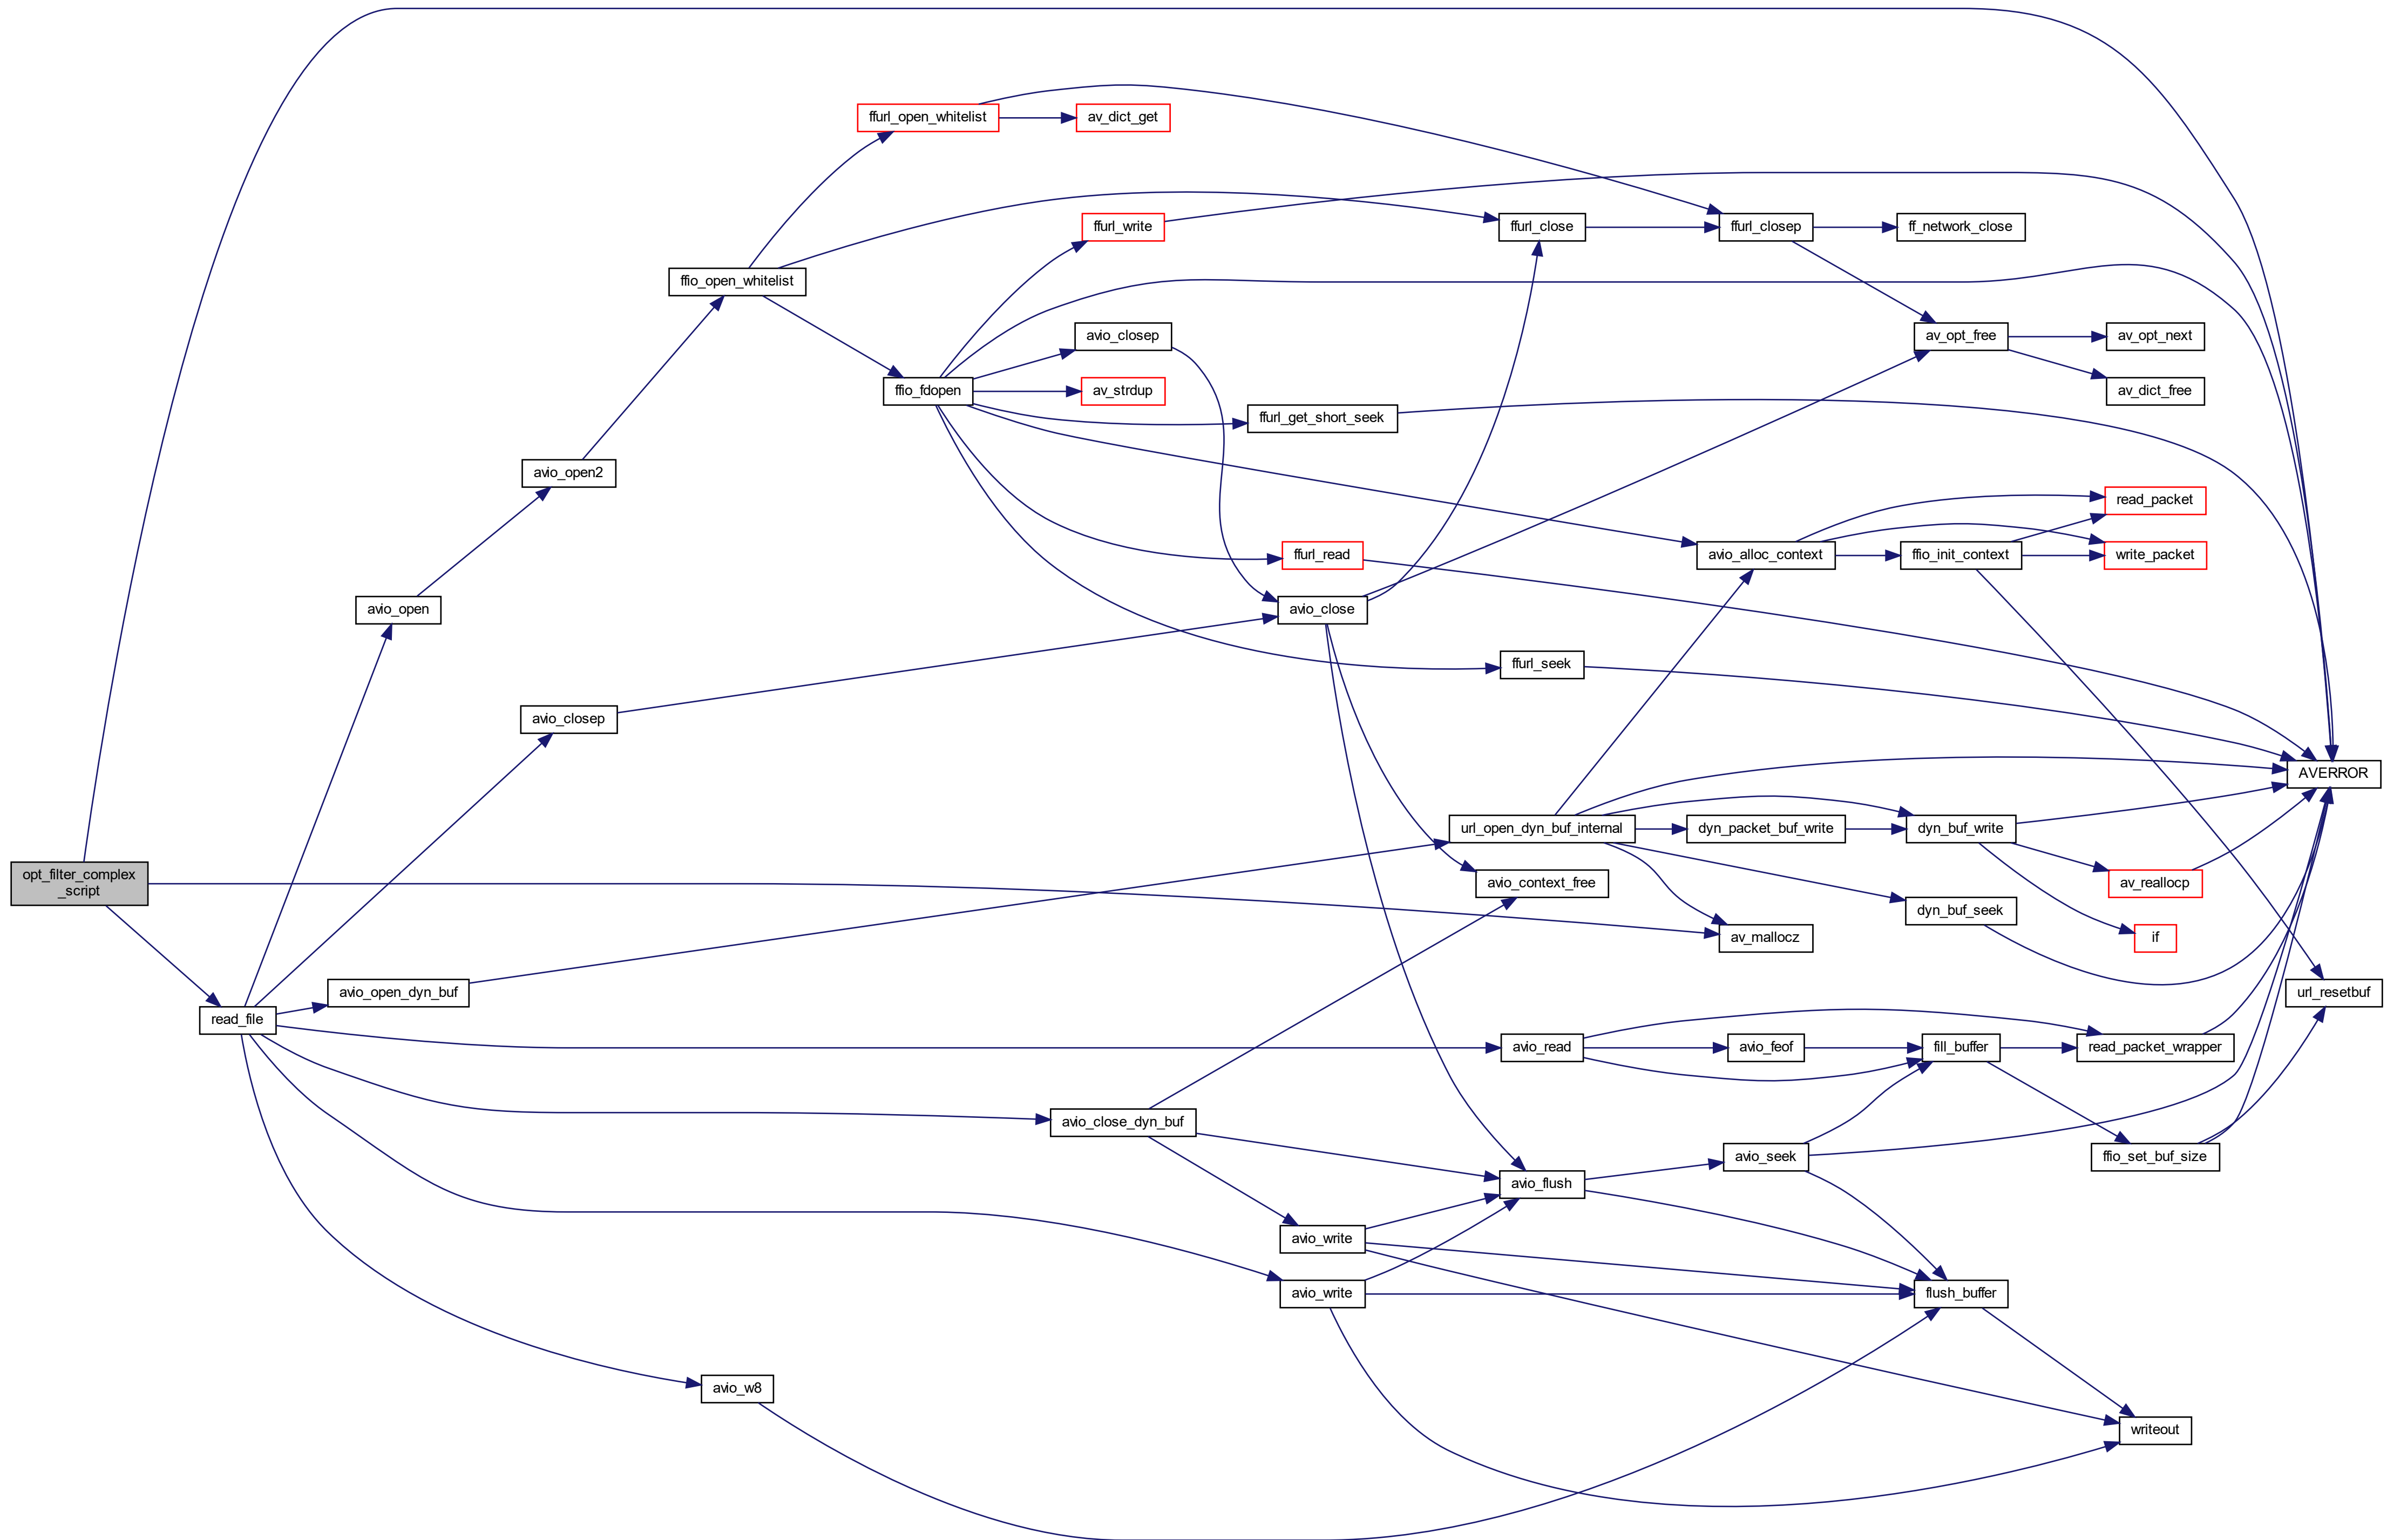 ffurl_open_whitelist
av_dict_get
ffurl_write
ffurl_close
ffurl_closep
ff_network_close
ffio_open_whitelist
avio_closep
av_opt_free
av_opt_next
ffio_fdopen
av_strdup
av_dict_free
ffurl_get_short_seek
avio_open2
read_packet
ffurl_read
avio_alloc_context
ffio_init_context
write_packet
avio_open
avio_close
ffurl_seek
avio_closep
AVERROR
url_open_dyn_buf_internal
dyn_packet_buf_write
dyn_buf_write
opt_filter_complex
_script
avio_context_free
av_reallocp
dyn_buf_seek
av_mallocz
if
avio_open_dyn_buf
url_resetbuf
read_file
avio_read
avio_feof
fill_buffer
read_packet_wrapper
avio_close_dyn_buf
avio_seek
ffio_set_buf_size
avio_flush
avio_write
avio_write
flush_buffer
avio_w8
writeout